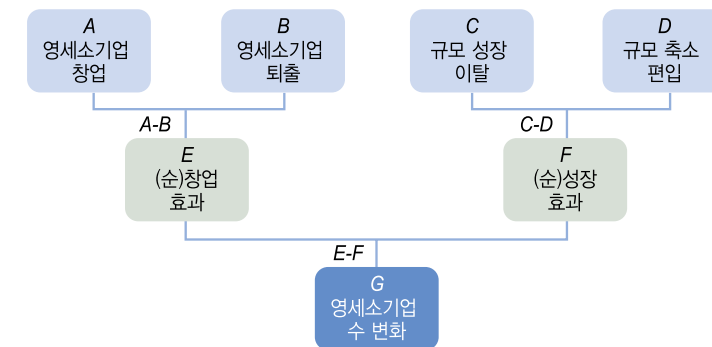 A
영세소기업
창업
B
영세소기업
퇴출
C
규모 성장
이탈
D
규모 축소
편입
A-B
C-D
E
(순)창업
효과
F
(순)성장
효과
E-F
G
영세소기업
수 변화